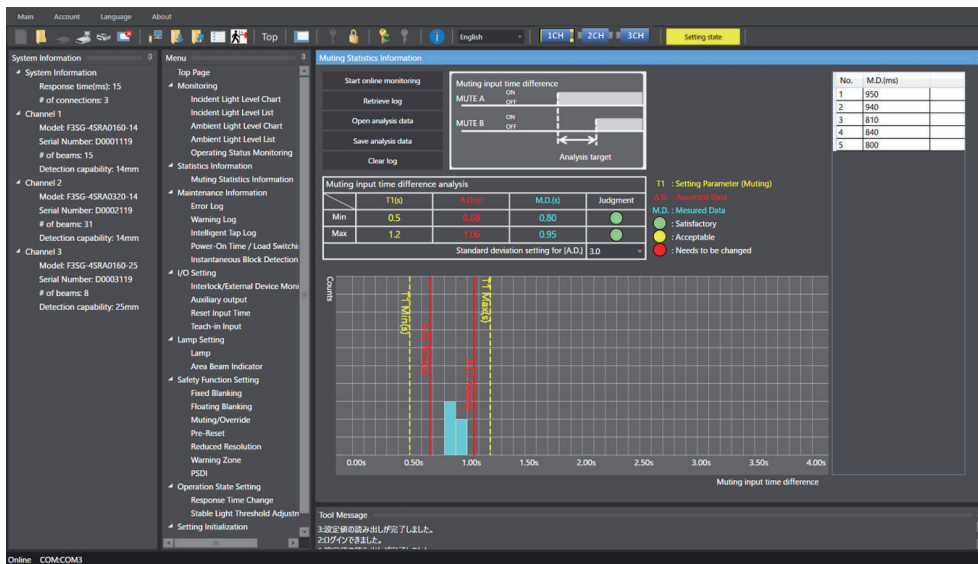 Main Account Language About
Top English 1CH 2CH 3CH Setting state
System Information
System Information
Response time(ms): 15
# of connections: 3
Channel 1
Model: F3SG-4SRA0160-14
Serial Number: D0001119
# of beams: 15
Detection capability: 14mm
Channel 2
Model: F3SG-4SRA0320-14
Serial Number: D0002119
# of beams: 31
Detection capability: 14mm
Channel 3
Model: F3SG-4SRA0160-25
Serial Number: D0003119
# of beams: 8
Detection capability: 25mm
Menu
Top Page
Monitoring
Incident Light Level Chart
Incident Light Level List
Ambient Light Level Chart
Ambient Light Level List
Operating Status Monitoring
Statistics Information
Muting Statistics Information
Maintenance Information
Error Log
Warning Log
Intelligent Tap Log
Power-On Time / Load Switchi
Instantaneous Block Detection
I/O Setting
Interlock/External Device Moni
Auxiliary output
Reset Input Time
Teach-in Input
Lamp Setting
Lamp
Area Beam Indicator
Safety Function Setting
Fixed Blanking
Floating Blanking
Muting/Override
Pre-Reset
Reduced Resolution
Warning Zone
PSDI
Operation State Setting
Response Time Change
Stable Light Threshold Adjustn
Setting Initialization
Muting Statistics Information
Start online monitoring
Retrieve log
Open analysis data
Save analysis data
Clear log
Muting input time difference
MUTE A ON
OFF
MUTE B ON
OFF
Analysis target
No. M.D.(ms)
1 950
2 940
3 810
4 840
5 800
Muting input time difference analysis
T1(s) A.D.(s) M.D.(s) Judgment
Min 0.5 0.68 0.80
Max 1.2 1.06 0.95
Standard deviation setting for [A.D.] 3.0
T1 : Setting Parameter (Muting)
A.D. : Assumed Data
M.D. : Mesured Data
: Satisfactory
: Acceptable
: Needs to be changed
Counts
T1 Min(s)
A.D. Min(s)
A.D. Max(s)
T1 Max(s)
0.00s 0.50s 1.00s 1.50s 2.00s 2.50s 3.00s 3.50s 4.00s
Muting input time difference
Tool Message
3:設定値の読み出しが完了しました。
2:ログインできました。
Online COM:COM3